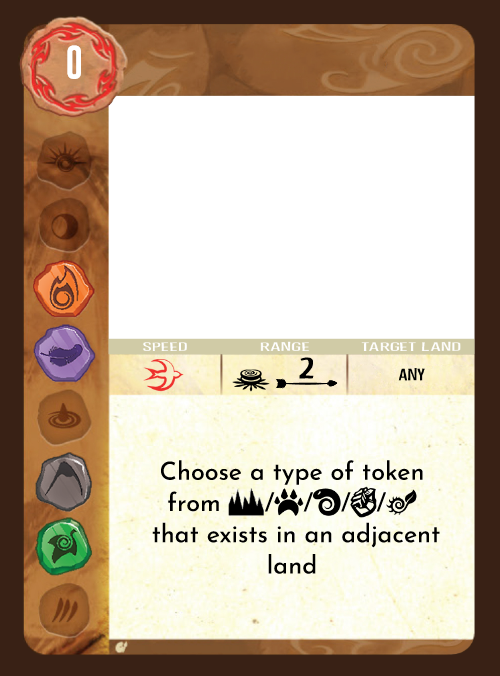 0
SPEED RANGE TARGET LAND
2 ANY
Choose a type of token
from / / / /
that exists in an adjacent
land